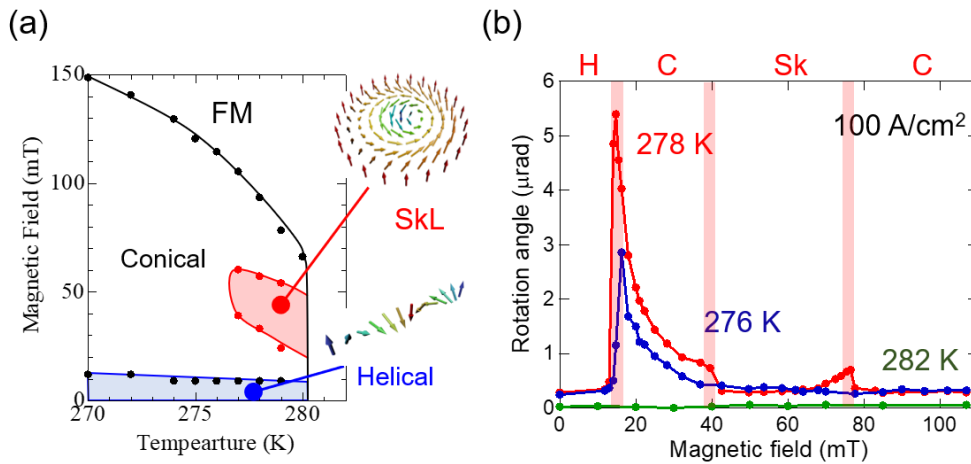 (a)
150
100
50
0
270
275
280
Magnetic Field (mT)
Tempearture (K)
FM
Conical
SkL
Helical
(b)
H C Sk C
6
5
4
3
2
1
0
0 20 40 60 80 100
Rotation angle (μrad)
Magnetic field (mT)
100 A/cm²
278 K
276 K
282 K